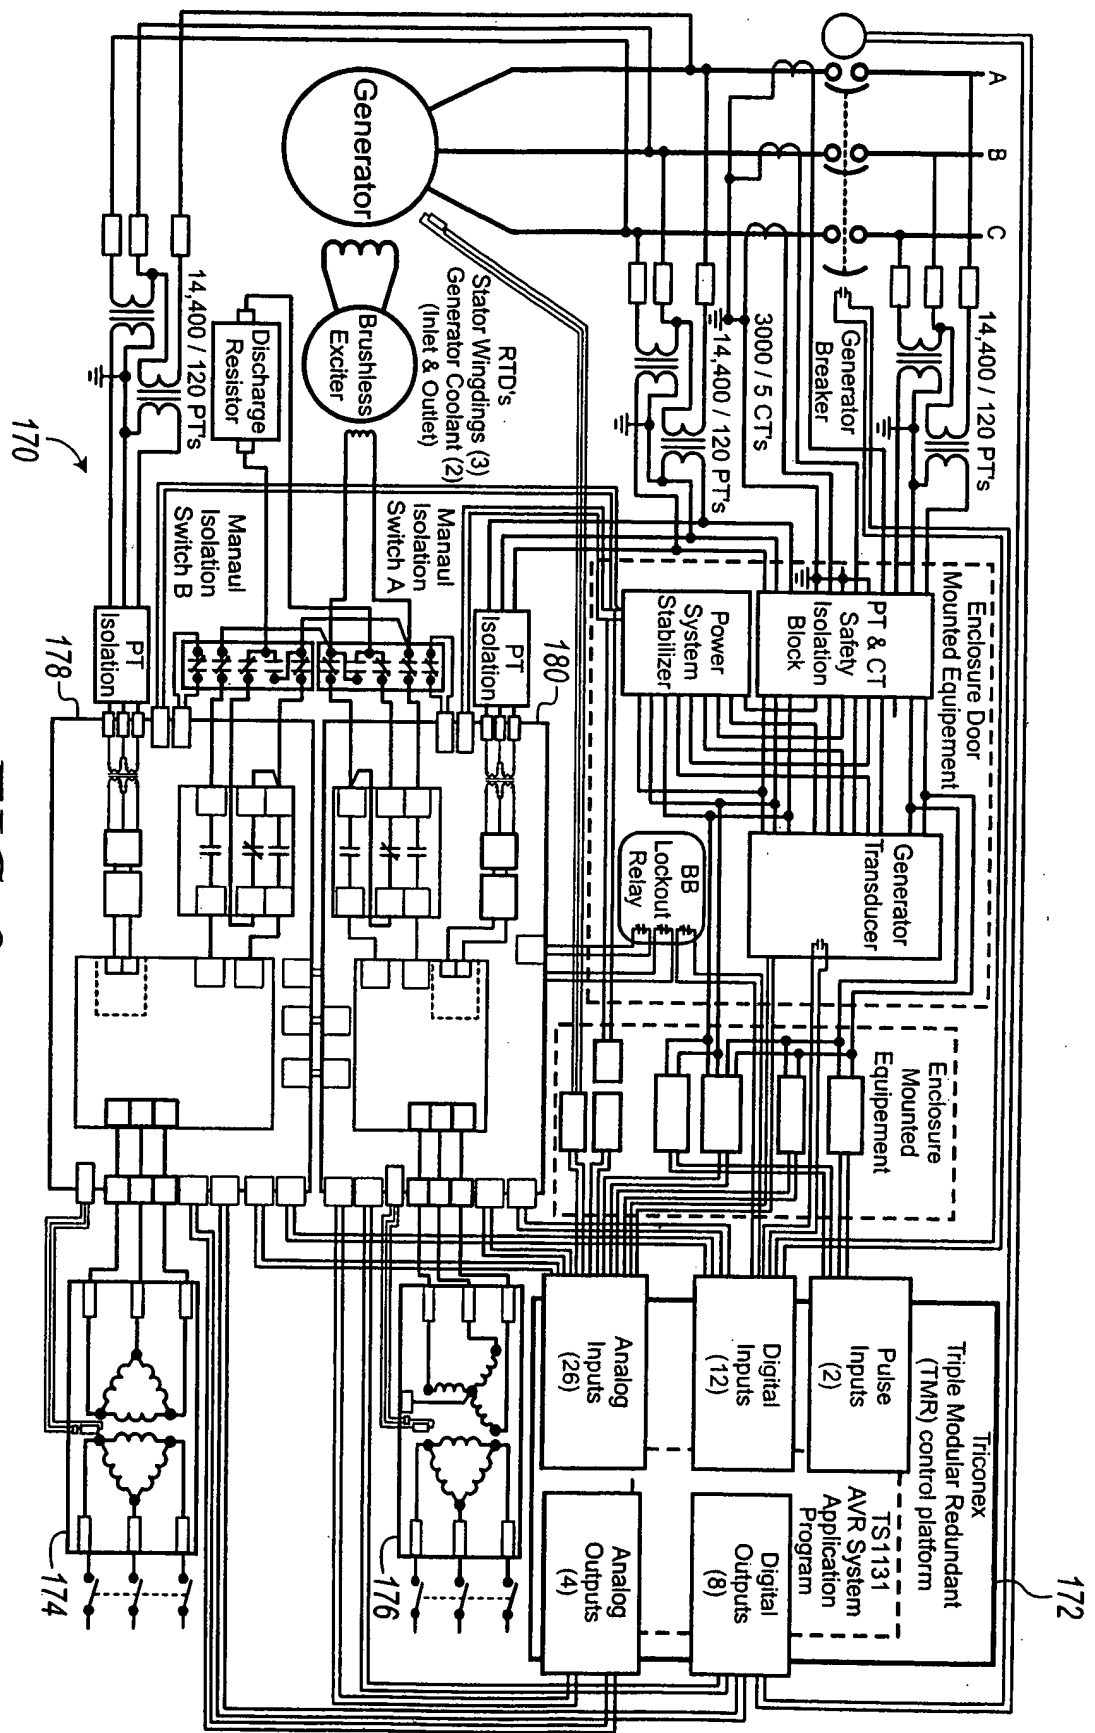 A
B
C
14,400 / 120 PT's
Generator
Breaker
3000 / 5 CT's
14,400 / 120 PT's
Generator
RTD's
Stator Wingdings (3)
Generator Coolant (2)
(Inlet & Outlet)
Brushless
Exciter
Discharge
Resistor
14,400 / 120 PT's
170
Enclosure Door
Mounted Equipement
PT & CT
Safety
Isolation
Block
Power
System
Stabilizer
Manaul
Isolation
Switch A
Manaul
Isolation
Switch B
PT
Isolation
PT
Isolation
180
178
Generator
Transducer
BB
Lockout
Relay
Enclosure
Mounted
Equipement
Triconex
Triple Modular Redundant
(TMR) control platform
TS1131
AVR System
Application
Program
Pulse
Inputs
(2)
Digital
Inputs
(12)
Analog
Inputs
(26)
Digital
Outputs
(8)
Analog
Outputs
(4)
172
176
174